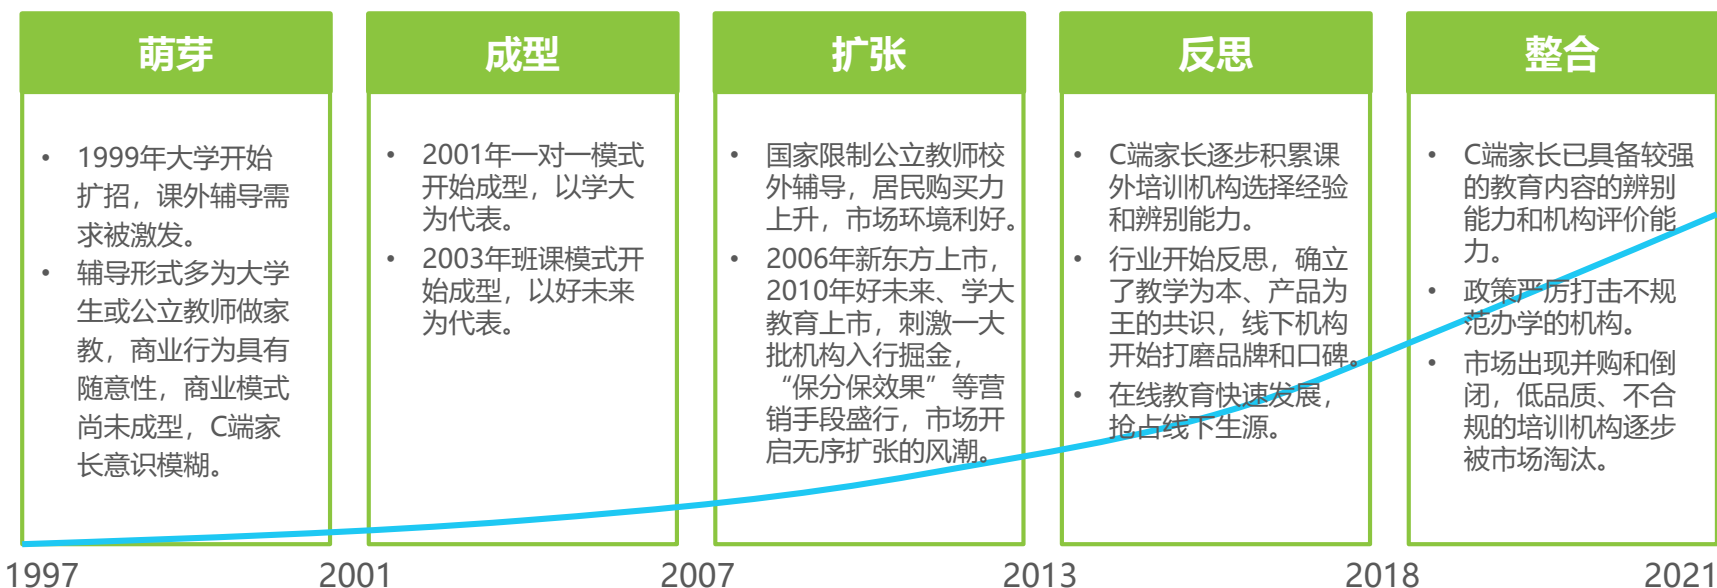 萌芽
• 1999年大学开始
扩招，课外辅导需
求被激发。
• 辅导形式多为大学
生或公立教师做家
教，商业行为具有
随意性，商业模式
尚未成型，C端家
长意识模糊。
成型
• 2001年一对一模式
开始成型，以学大
为代表。
• 2003年班课模式开
始成型，以好未来
为代表。
扩张
• 国家限制公立教师校
外辅导，居民购买力
上升，市场环境利好。
• 2006年新东方上市，
2010年好未来、学大
教育上市，刺激一大
批机构入行掘金，
“保分保效果”等营
销手段盛行，市场开
启无序扩张的风潮。
反思
• C端家长逐步积累课
外培训机构选择经验
和辨别能力。
• 行业开始反思，确立
了教学为本、产品为
王的共识，线下机构
开始打磨品牌和口碑。
• 在线教育快速发展，
抢占线下生源。
整合
• C端家长已具备较强
的教育内容的辨别
能力和机构评价能
力。
• 政策严厉打击不规
范办学的机构。
• 市场出现并购和倒
闭，低品质、不合
规的培训机构逐步
被市场淘汰。
1997 2001 2007 2013 2018 2021